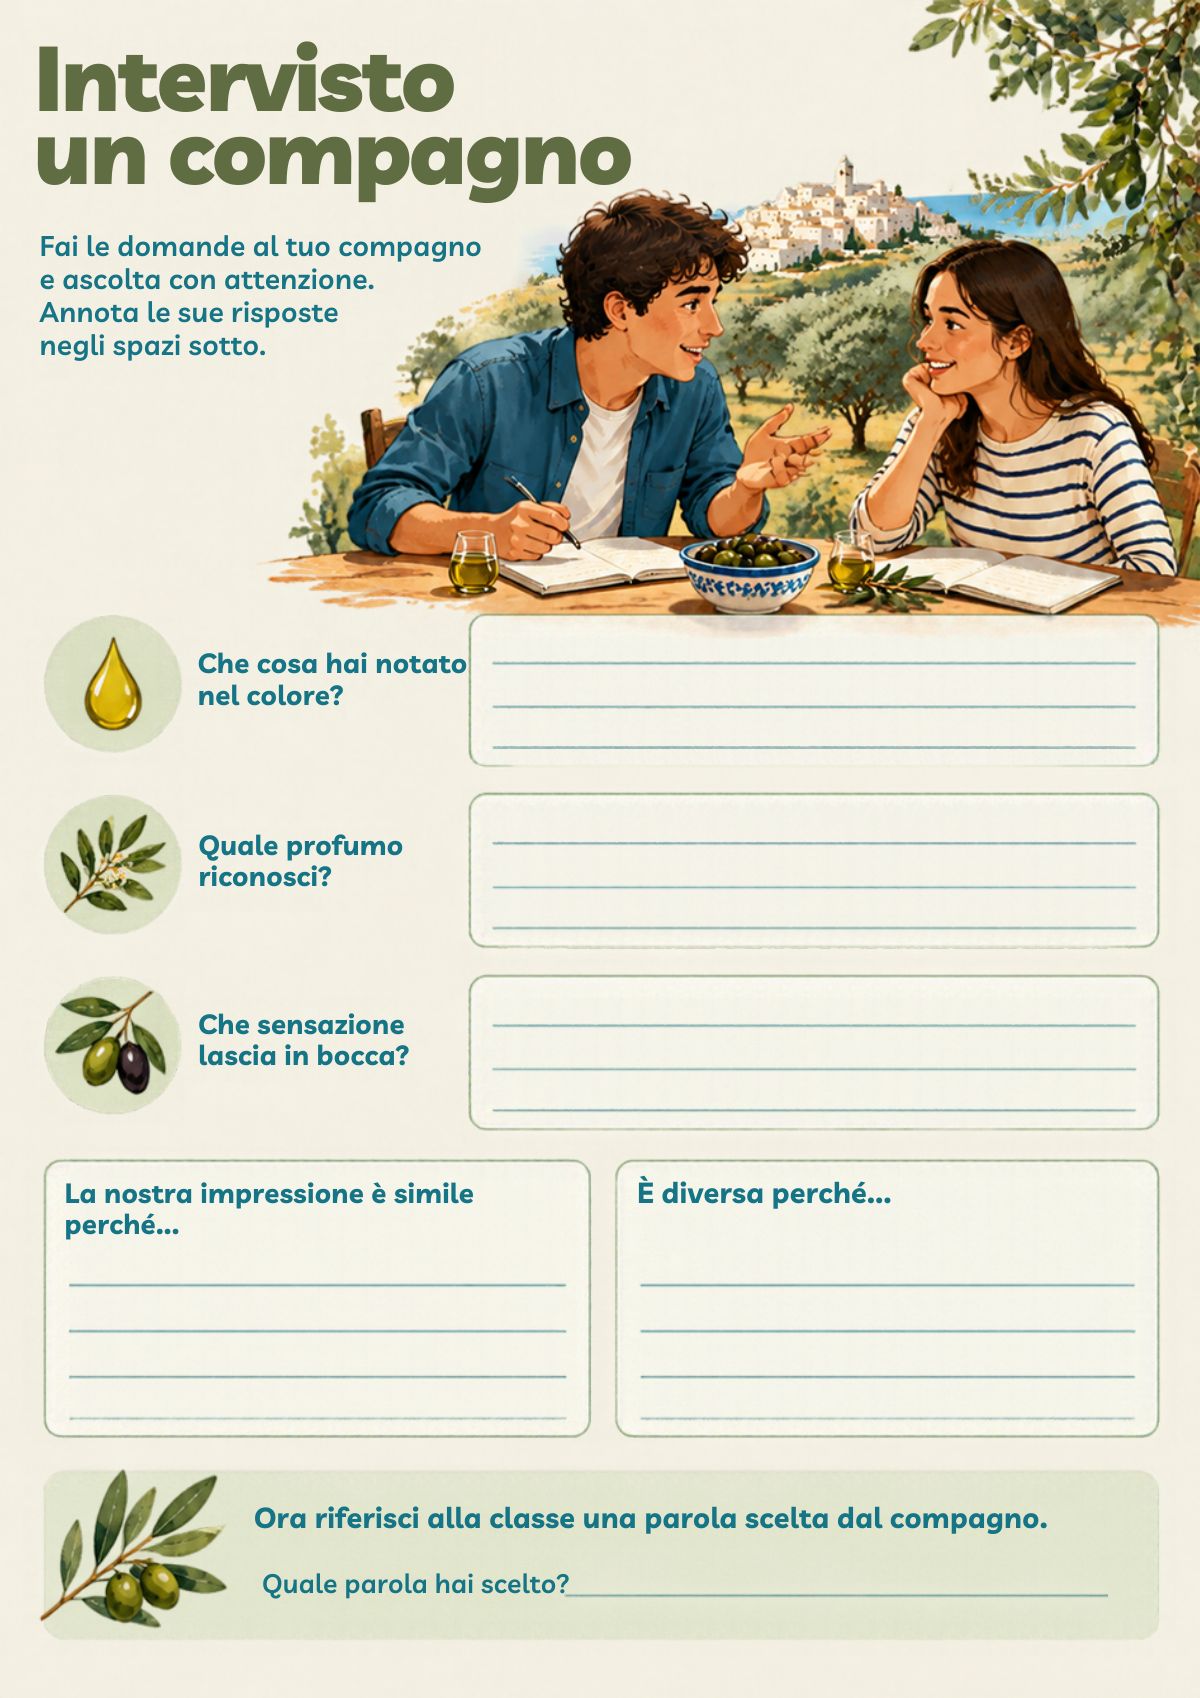 Intervisto
un compagno
Fai le domande al tuo compagno
e ascolta con attenzione.
Annota le sue risposte
negli spazi sotto.
Che cosa hai notato
nel colore?
Quale profumo
riconosci?
Che sensazione
lascia in bocca?
La nostra impressione è simile
perché...
È diversa perché...
Ora riferisci alla classe una parola scelta dal compagno.
Quale parola hai scelto?